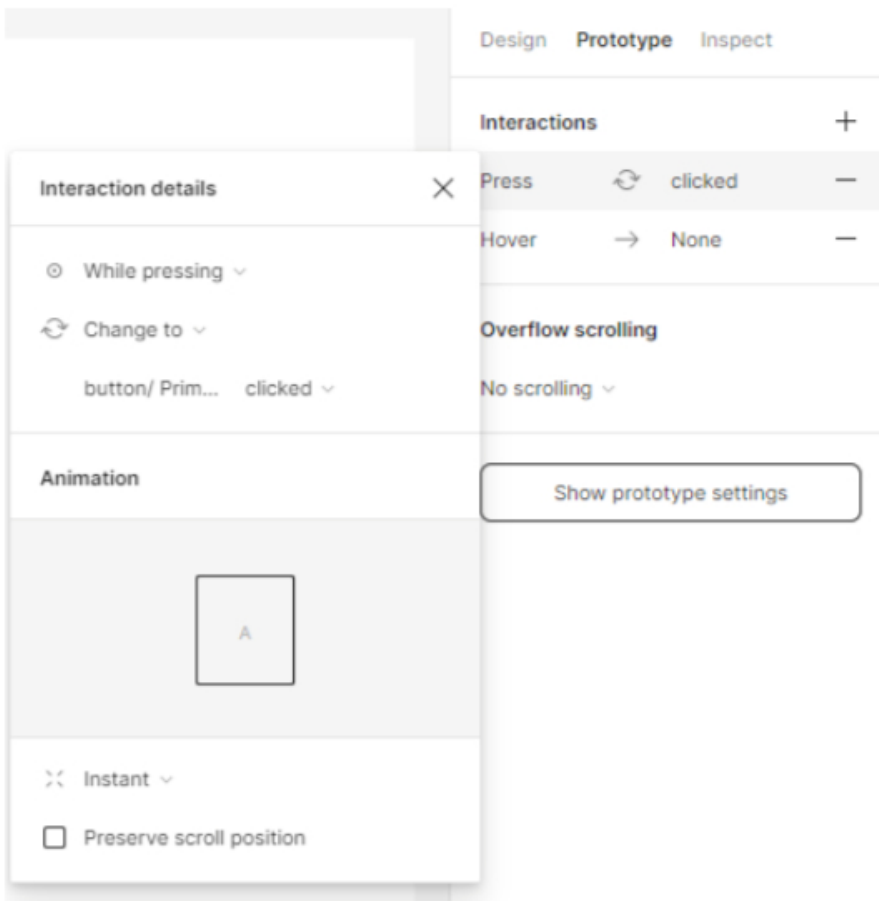 Design Prototype Inspect
Interactions
Press clicked
Hover None
Overflow scrolling
No scrolling
Show prototype settings
Interaction details
While pressing
Change to
button/ Prim... clicked
Animation
A
Instant
Preserve scroll position